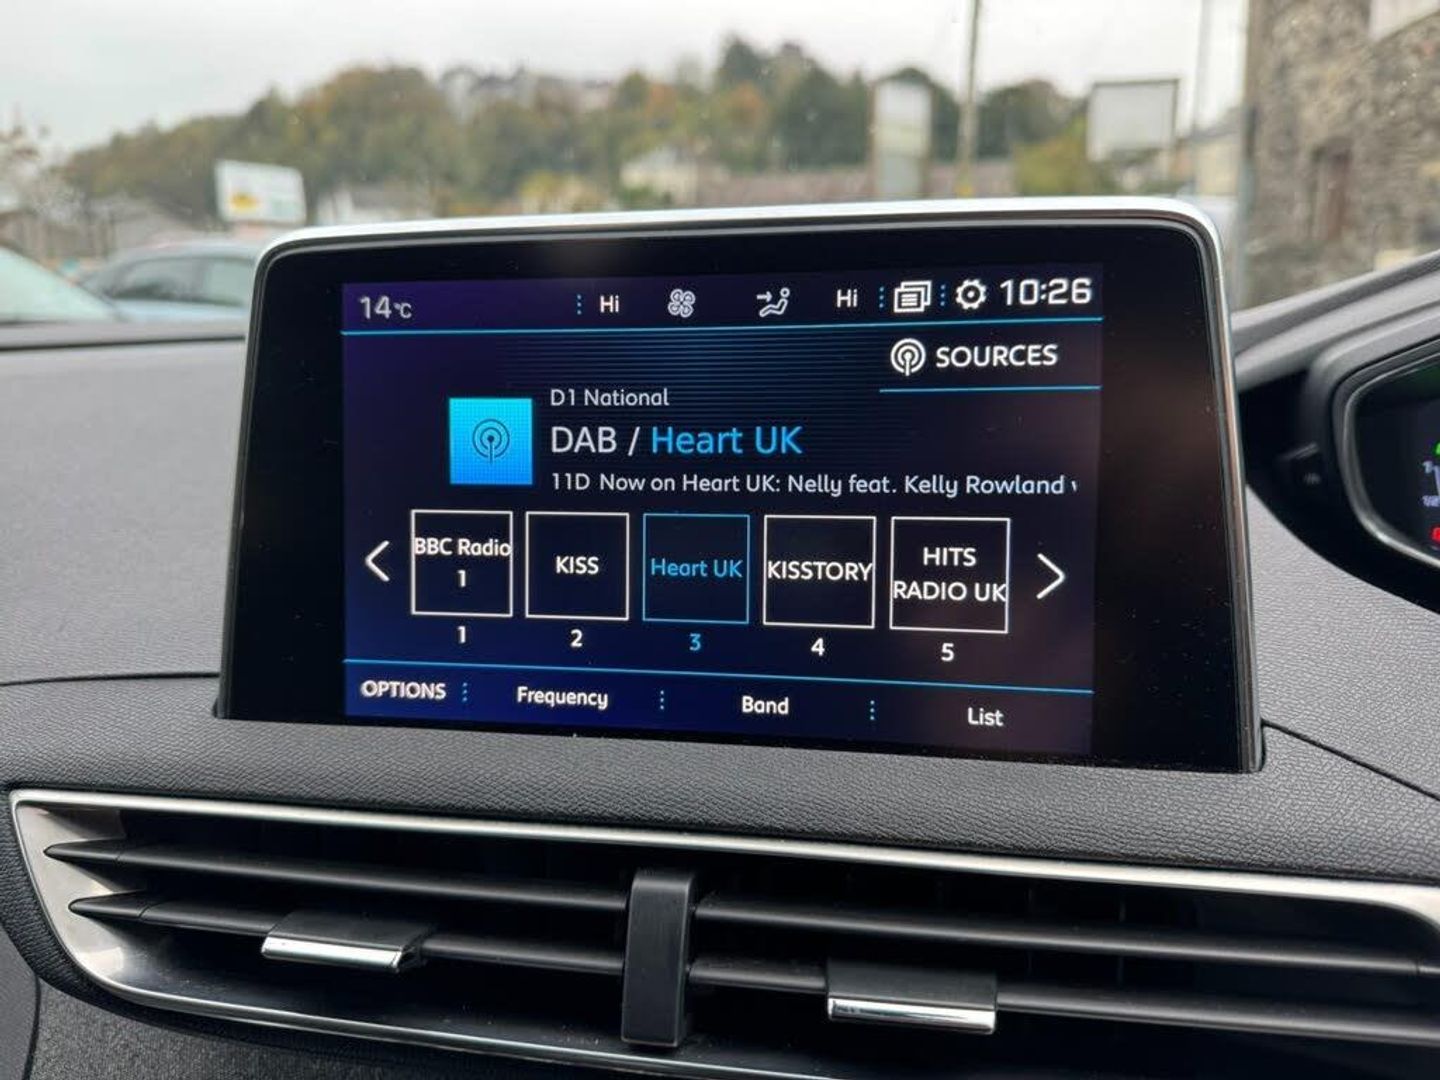 14°C Hi Hi 10:26
SOURCES
D1 National
DAB / Heart UK
11D Now on Heart UK: Nelly feat. Kelly Rowland
BBC Radio
1
KISS
Heart UK
KISSTORY
HITS
RADIO UK
1 2 3 4 5
OPTIONS Frequency Band List